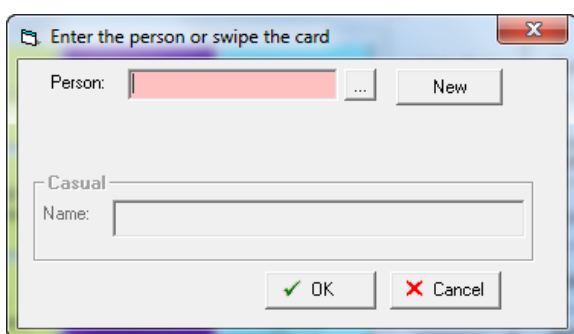 Enter the person or swipe the card
Person:
...
New
Casual
Name:
OK
Cancel